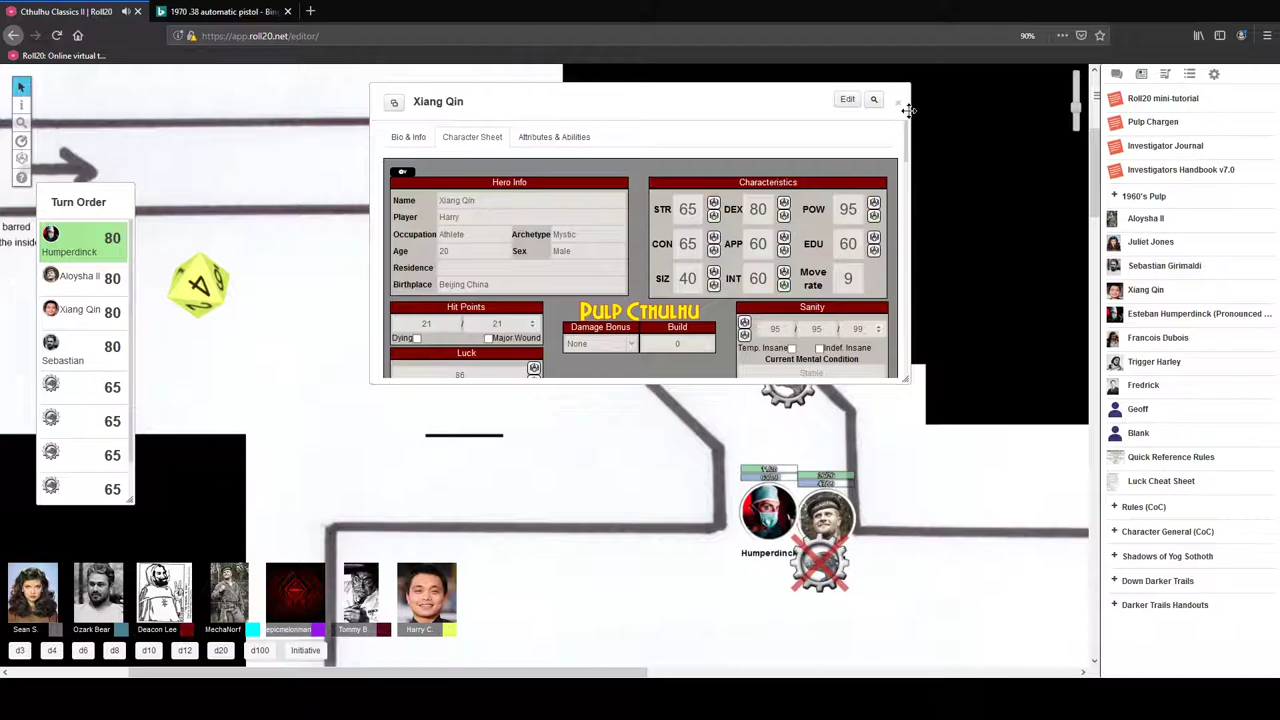 Cthulhu Classics II | Roll20
1970 .38 automatic pistol - Bin
https://app.roll20.net/editor/
90%
Roll20: Online virtual t...
Xiang Qin
Edit
Bio & Info
Character Sheet
Attributes & Abilities
Hero Info
Name Xiang Qin
Player Harry
Occupation Athlete Archetype Mystic
Age 20 Sex Male
Residence
Birthplace Beijing China
Characteristics
STR 65 DEX 80 POW 95
CON 65 APP 60 EDU 60
SIZ 40 INT 60 Move rate 9
Hit Points
21 / 21
Dying Major Wound
Luck
86
Pulp Cthulhu
Damage Bonus Build
None 0
Sanity
95 / 95 / 99
Temp. Insane Indef. Insane
Current Mental Condition
Stable
barred
the inside
Turn Order
80
Humperdinck
Aloysha II 80
Xiang Qin 80
80
Sebastian
65
65
65
65
4
Humperdinck
Sean S.
Ozark Bear
Deacon Lee
MechaNorf
epicmelonman
Tommy B.
Harry C.
d3 d4 d6 d8 d10 d12 d20 d100 Initiative
Roll20 mini-tutorial
Pulp Chargen
Investigator Journal
Investigators Handbook v7.0
1960's Pulp
Aloysha II
Juliet Jones
Sebastian Girimaldi
Xiang Qin
Esteban Humperdinck (Pronounced ...
Francois Dubois
Trigger Harley
Fredrick
Geoff
Blank
Quick Reference Rules
Luck Cheat Sheet
Rules (CoC)
Character General (CoC)
Shadows of Yog Sothoth
Down Darker Trails
Darker Trails Handouts